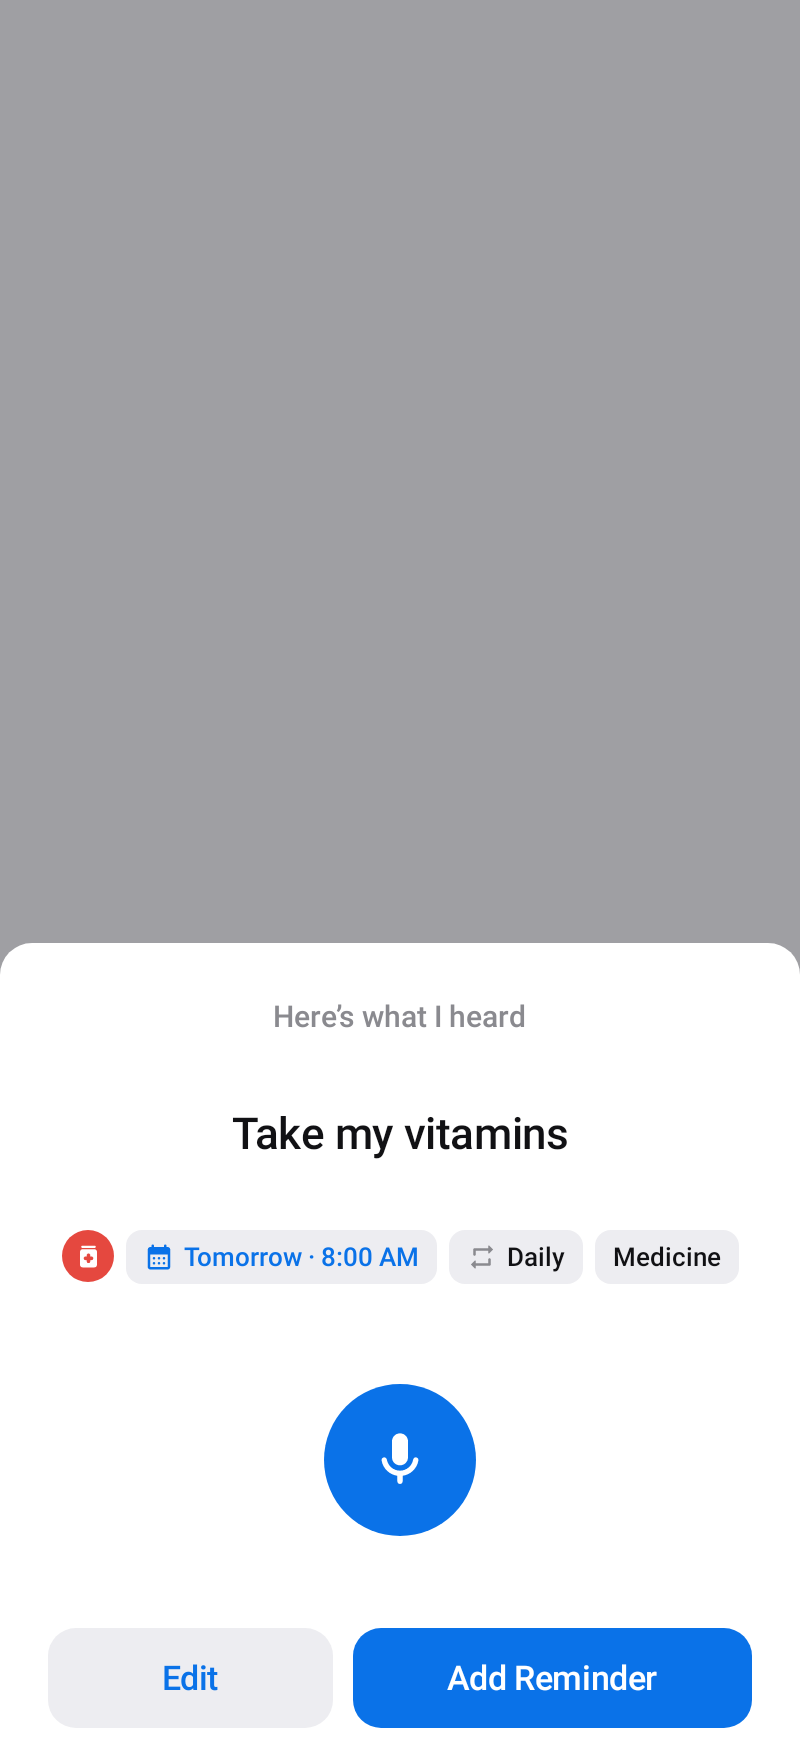 Here’s what I heard
Take my vitamins
Tomorrow · 8:00 AM Daily Medicine
Edit Add Reminder